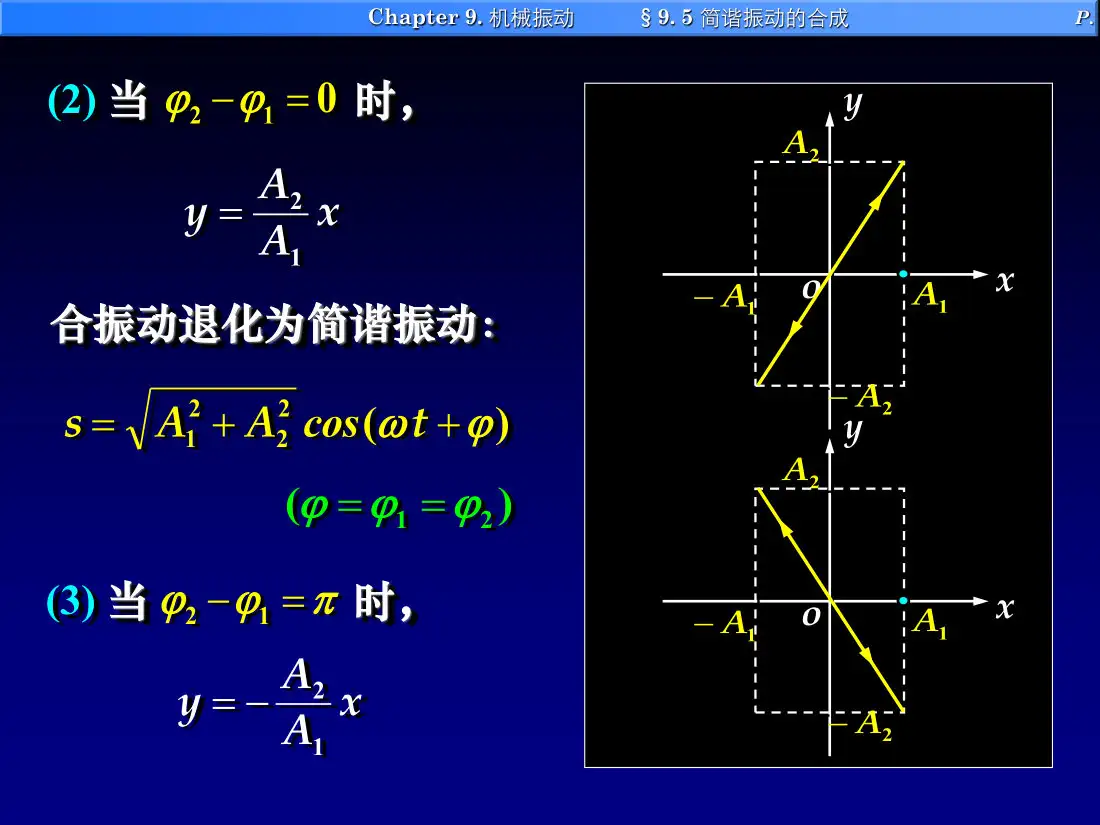 Chapter 9. 机械振动 §9.5 简谐振动的合成 P.
(2) 当 φ₂ − φ₁ = 0 时，
y = A₂/A₁ x
合振动退化为简谐振动：
s = √(A₁² + A₂²) cos(ωt + φ)
(φ = φ₁ = φ₂)
(3) 当 φ₂ − φ₁ = π 时，
y = − A₂/A₁ x
y
A₂
− A₁ o A₁ x
− A₂
y
A₂
− A₁ o A₁ x
− A₂